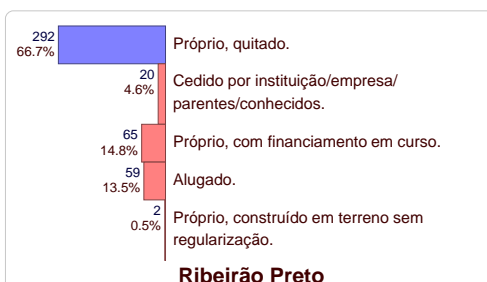 292
66.7%
Próprio, quitado.
20
4.6%
Cedido por instituição/empresa/
parentes/conhecidos.
65
14.8%
Próprio, com financiamento em curso.
59
13.5%
Alugado.
2
0.5%
Próprio, construído em terreno sem
regularização.
Ribeirão Preto